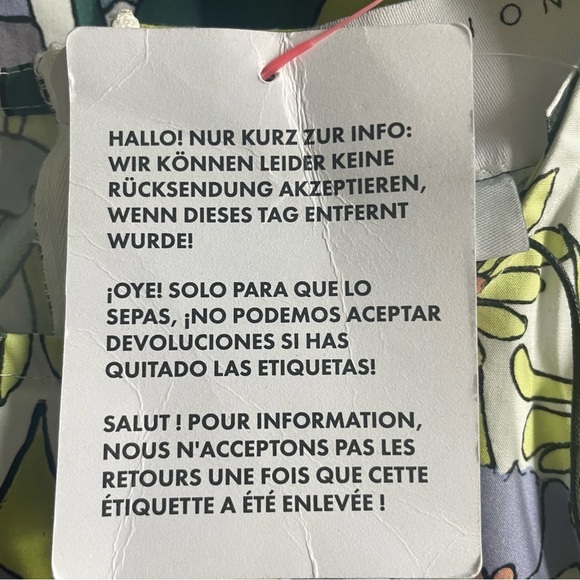 ON
HALLO! NUR KURZ ZUR INFO:
WIR KÖNNEN LEIDER KEINE
RÜCKSENDUNG AKZEPTIEREN,
WENN DIESES TAG ENTFERNT
WURDE!
¡OYE! SOLO PARA QUE LO
SEPAS, ¡NO PODEMOS ACEPTAR
DEVOLUCIONES SI HAS
QUITADO LAS ETIQUETAS!
SALUT ! POUR INFORMATION,
NOUS N'ACCEPTONS PAS LES
RETOURS UNE FOIS QUE CETTE
ÉTIQUETTE A ÉTÉ ENLEVÉE !